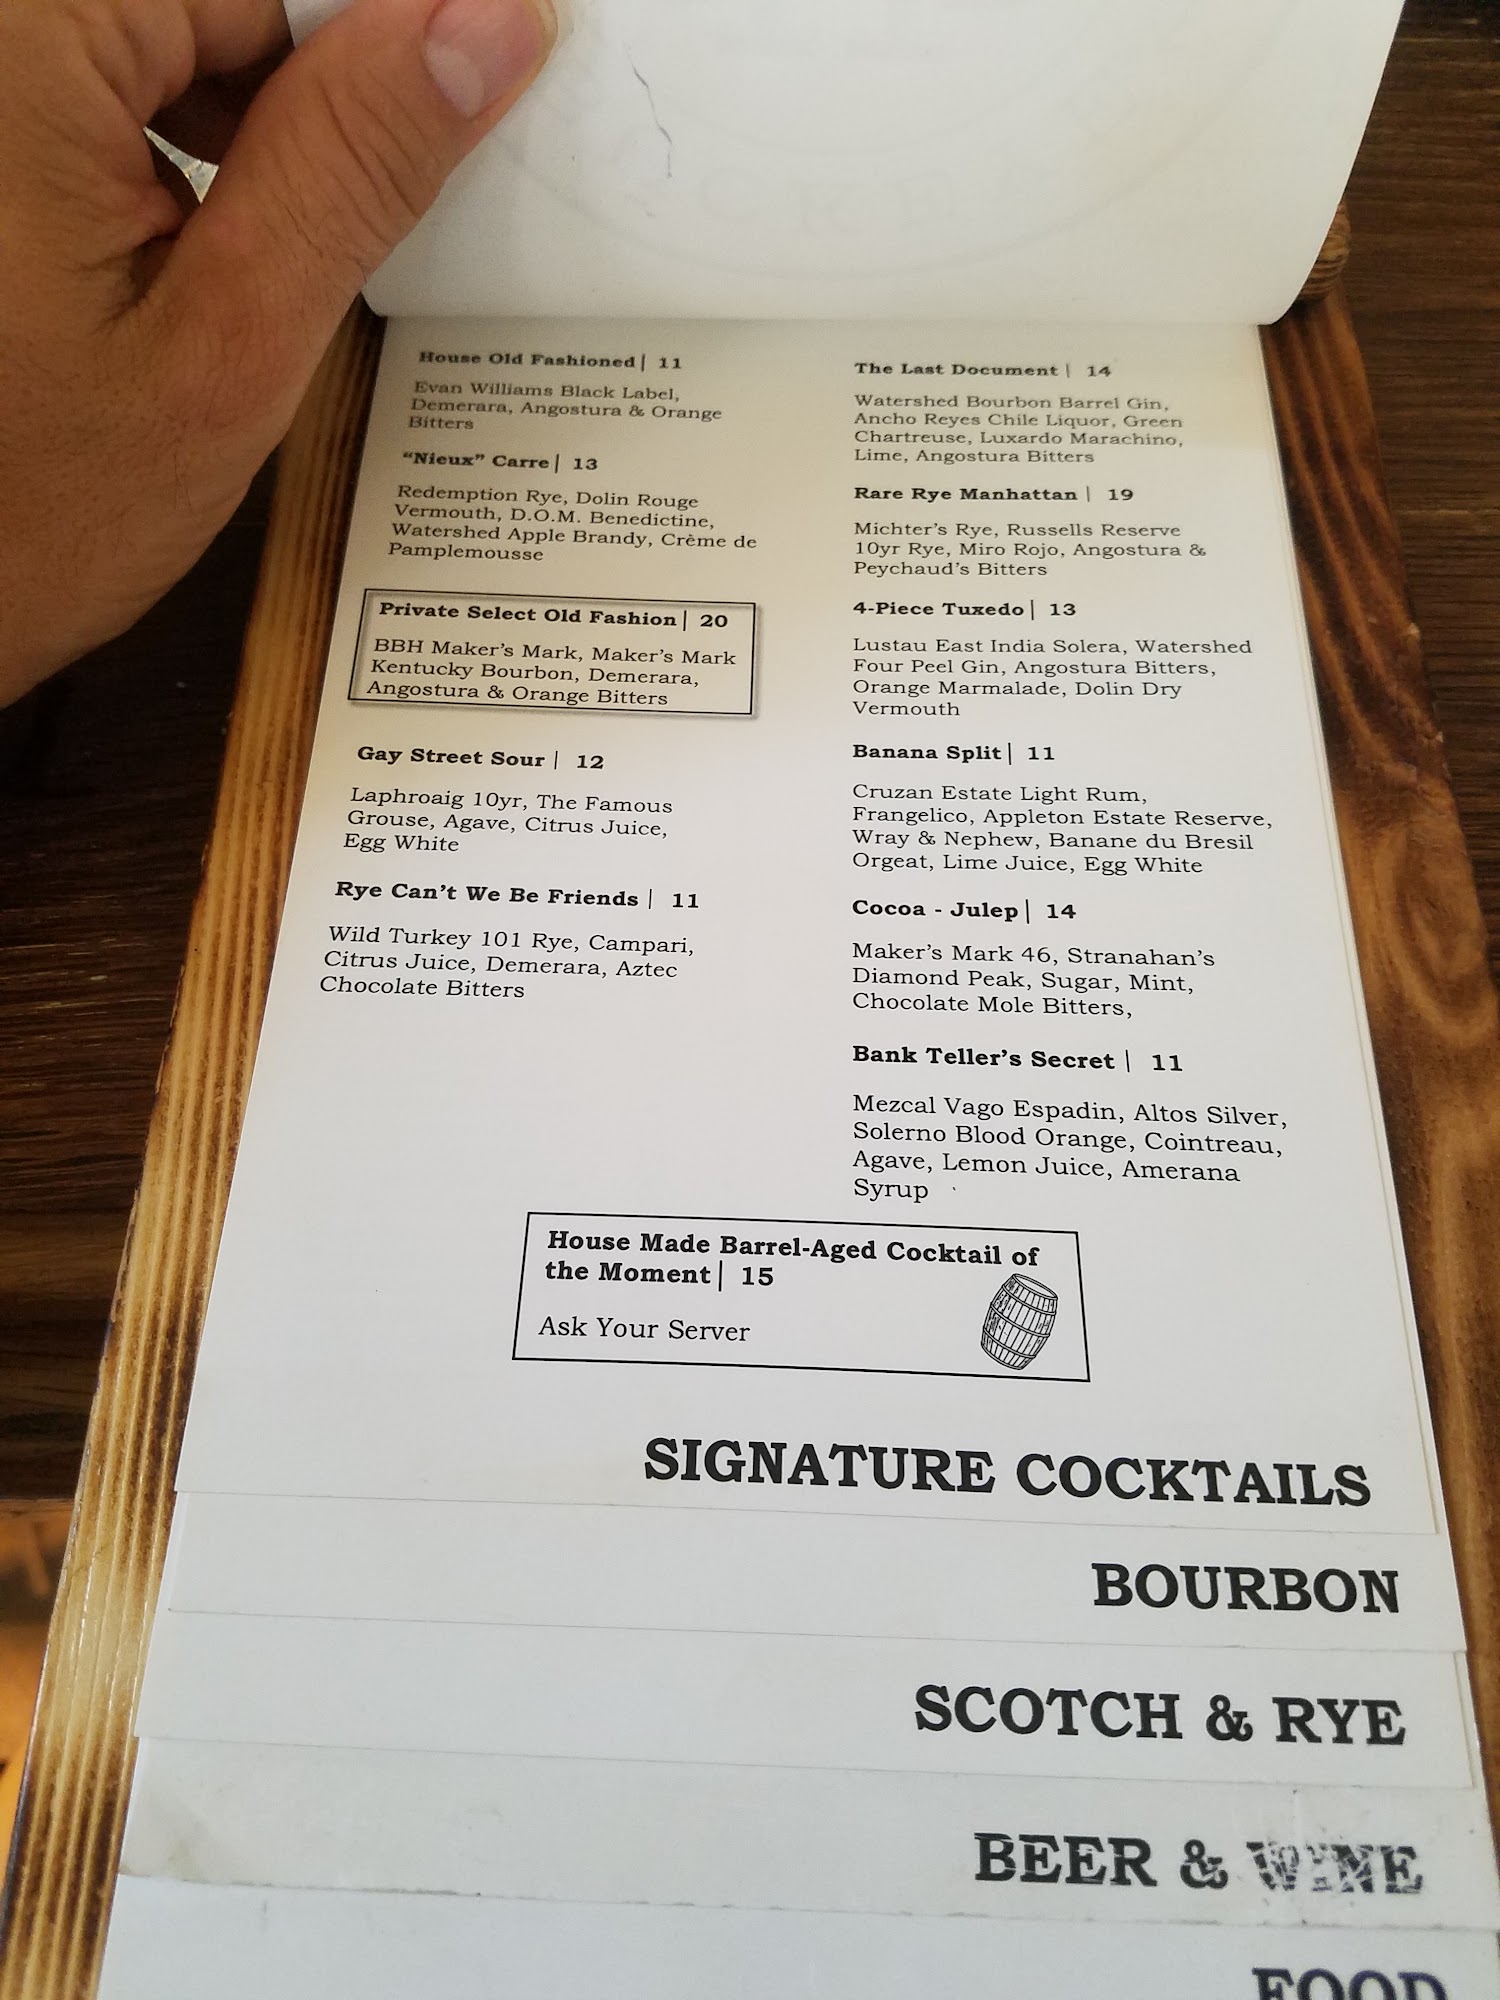 House Old Fashioned| 11
Evan Williams Black Label,
Demerara, Angostura & Orange
Bitters
“Nieux” Carre| 13
Redemption Rye, Dolin Rouge
Vermouth, D.O.M. Benedictine,
Watershed Apple Brandy, Crème de
Pamplemousse
Private Select Old Fashion| 20
BBH Maker’s Mark, Maker’s Mark
Kentucky Bourbon, Demerara,
Angostura & Orange Bitters
Gay Street Sour| 12
Laphroaig 10yr, The Famous
Grouse, Agave, Citrus Juice,
Egg White
Rye Can’t We Be Friends| 11
Wild Turkey 101 Rye, Campari,
Citrus Juice, Demerara, Aztec
Chocolate Bitters
The Last Document| 14
Watershed Bourbon Barrel Gin,
Ancho Reyes Chile Liquor, Green
Chartreuse, Luxardo Marachino,
Lime, Angostura Bitters
Rare Rye Manhattan| 19
Michter’s Rye, Russells Reserve
10yr Rye, Miro Rojo, Angostura &
Peychaud’s Bitters
4-Piece Tuxedo| 13
Lustau East India Solera, Watershed
Four Peel Gin, Angostura Bitters,
Orange Marmalade, Dolin Dry
Vermouth
Banana Split| 11
Cruzan Estate Light Rum,
Frangelico, Appleton Estate Reserve,
Wray & Nephew, Banane du Bresil
Orgeat, Lime Juice, Egg White
Cocoa - Julep| 14
Maker’s Mark 46, Stranahan’s
Diamond Peak, Sugar, Mint,
Chocolate Mole Bitters,
Bank Teller’s Secret| 11
Mezcal Vago Espadin, Altos Silver,
Solerno Blood Orange, Cointreau,
Agave, Lemon Juice, Amerana
Syrup
House Made Barrel-Aged Cocktail of
the Moment| 15
Ask Your Server
SIGNATURE COCKTAILS
BOURBON
SCOTCH & RYE
BEER & WINE
FOOD